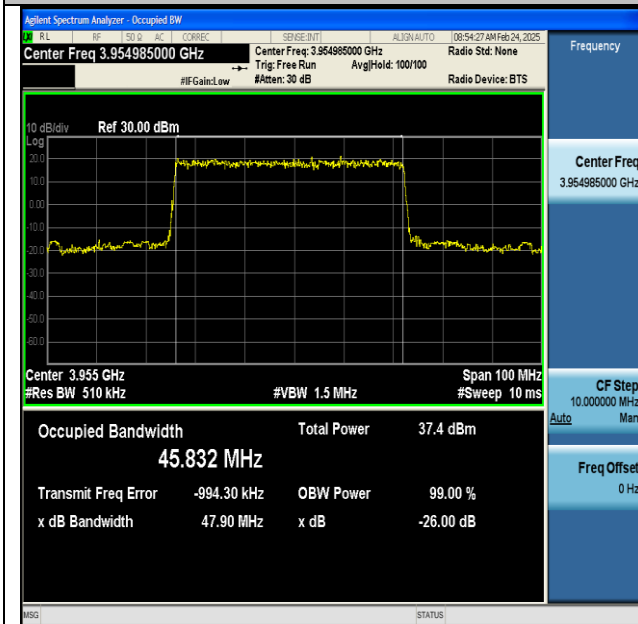 Agilent Spectrum Analyzer - Occupied BW
LXI RL RF 50 Ω AC CORREC SENSE:INT ALIGN AUTO 08:54:27 AM Feb 24, 2025
Center Freq 3.954985000 GHz
Center Freq: 3.954985000 GHz Radio Std: None
Trig: Free Run Avg|Hold: 100/100
#IFGain:Low #Atten: 30 dB Radio Device: BTS
10 dB/div Ref 30.00 dBm
Log
20.0
10.0
0.00
-10.0
-20.0
-30.0
-40.0
-50.0
-60.0
Center 3.955 GHz Span 100 MHz
#Res BW 510 kHz #VBW 1.5 MHz #Sweep 10 ms
Occupied Bandwidth Total Power 37.4 dBm
45.832 MHz
Transmit Freq Error -994.30 kHz OBW Power 99.00 %
x dB Bandwidth 47.90 MHz x dB -26.00 dB
MSG STATUS
Frequency
Center Freq
3.954985000 GHz
CF Step
10.000000 MHz
Auto Man
Freq Offset
0 Hz